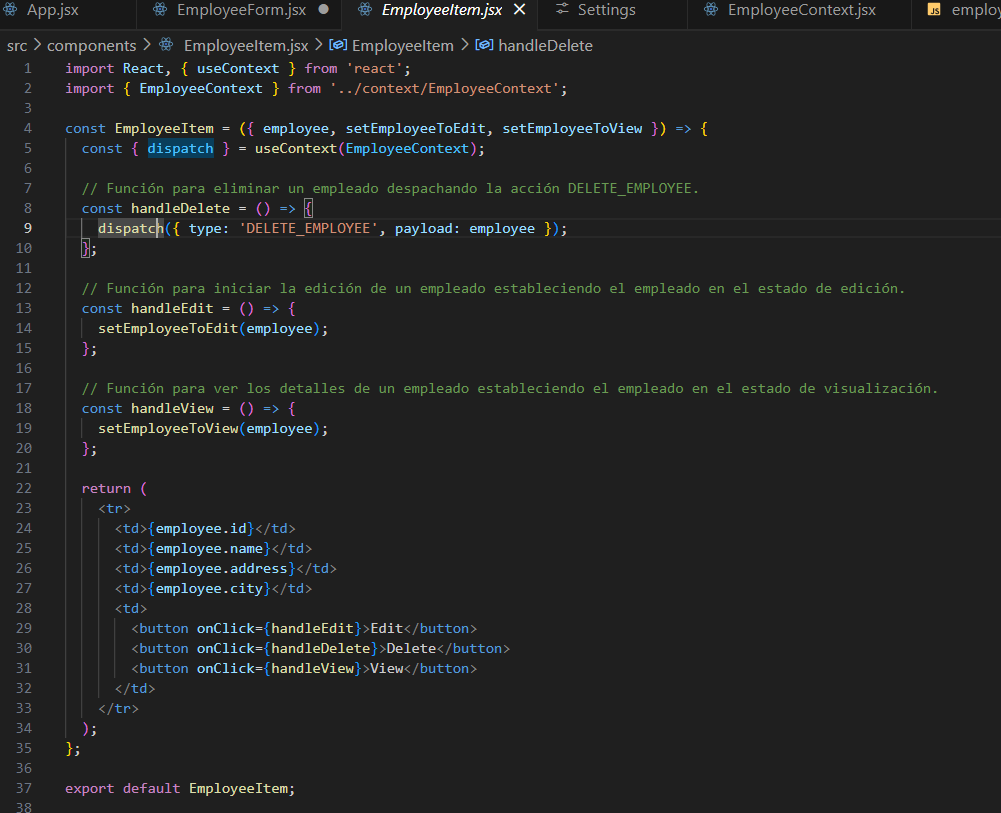 App.jsx EmployeeForm.jsx EmployeeItem.jsx Settings EmployeeContext.jsx JS employ
src > components > EmployeeItem.jsx > EmployeeItem > handleDelete
1 import React, { useContext } from 'react';
2 import { EmployeeContext } from '../context/EmployeeContext';
3
4 const EmployeeItem = ({ employee, setEmployeeToEdit, setEmployeeToView }) => {
5   const { dispatch } = useContext(EmployeeContext);
6
7   // Función para eliminar un empleado despachando la acción DELETE_EMPLOYEE.
8   const handleDelete = () => {
9     dispatch({ type: 'DELETE_EMPLOYEE', payload: employee });
10   };
11
12   // Función para iniciar la edición de un empleado estableciendo el empleado en el estado de edición.
13   const handleEdit = () => {
14     setEmployeeToEdit(employee);
15   };
16
17   // Función para ver los detalles de un empleado estableciendo el empleado en el estado de visualización.
18   const handleView = () => {
19     setEmployeeToView(employee);
20   };
21
22   return (
23     <tr>
24       <td>{employee.id}</td>
25       <td>{employee.name}</td>
26       <td>{employee.address}</td>
27       <td>{employee.city}</td>
28       <td>
29         <button onClick={handleEdit}>Edit</button>
30         <button onClick={handleDelete}>Delete</button>
31         <button onClick={handleView}>View</button>
32       </td>
33     </tr>
34   );
35 };
36
37 export default EmployeeItem;
38